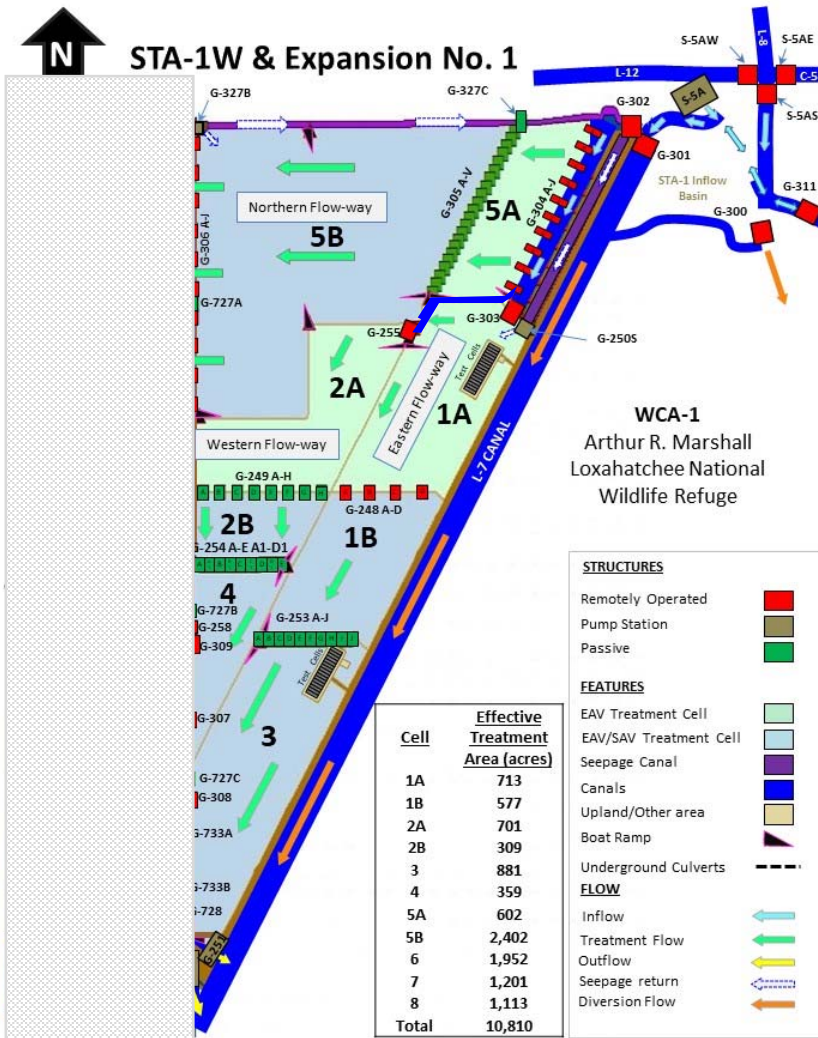 N
STA-1W & Expansion No. 1
S-5AW
L-8
S-5AE
L-12
C-5
S-5A
S-5AS
G-327B
G-327C
G-302
G-301
STA-1 Inflow
Basin
G-311
G-300
G-305 A-V
G-304 A-J
5A
Northern Flow-way
5B
G-306 A-J
G-727A
G-255
G-303
G-250S
2A
Test Cells
Eastern Flow-way
1A
Western Flow-way
L-7 CANAL
WCA-1
Arthur R. Marshall
Loxahatchee National
Wildlife Refuge
G-249 A-H
A B C D E F G H
G-248 A-D
2B
1B
G-254 A-E A1-D1
4
G-727B
G-258
G-309
G-253 A-J
A B C D E F G H I J
Test Cells
G-307
3
G-727C
G-308
G-733A
G-733B
G-728
G-251
Cell Effective Treatment Area (acres)
1A 713
1B 577
2A 701
2B 309
3 881
4 359
5A 602
5B 2,402
6 1,952
7 1,201
8 1,113
Total 10,810
STRUCTURES
Remotely Operated
Pump Station
Passive
FEATURES
EAV Treatment Cell
EAV/SAV Treatment Cell
Seepage Canal
Canals
Upland/Other area
Boat Ramp
Underground Culverts
FLOW
Inflow
Treatment Flow
Outflow
Seepage return
Diversion Flow